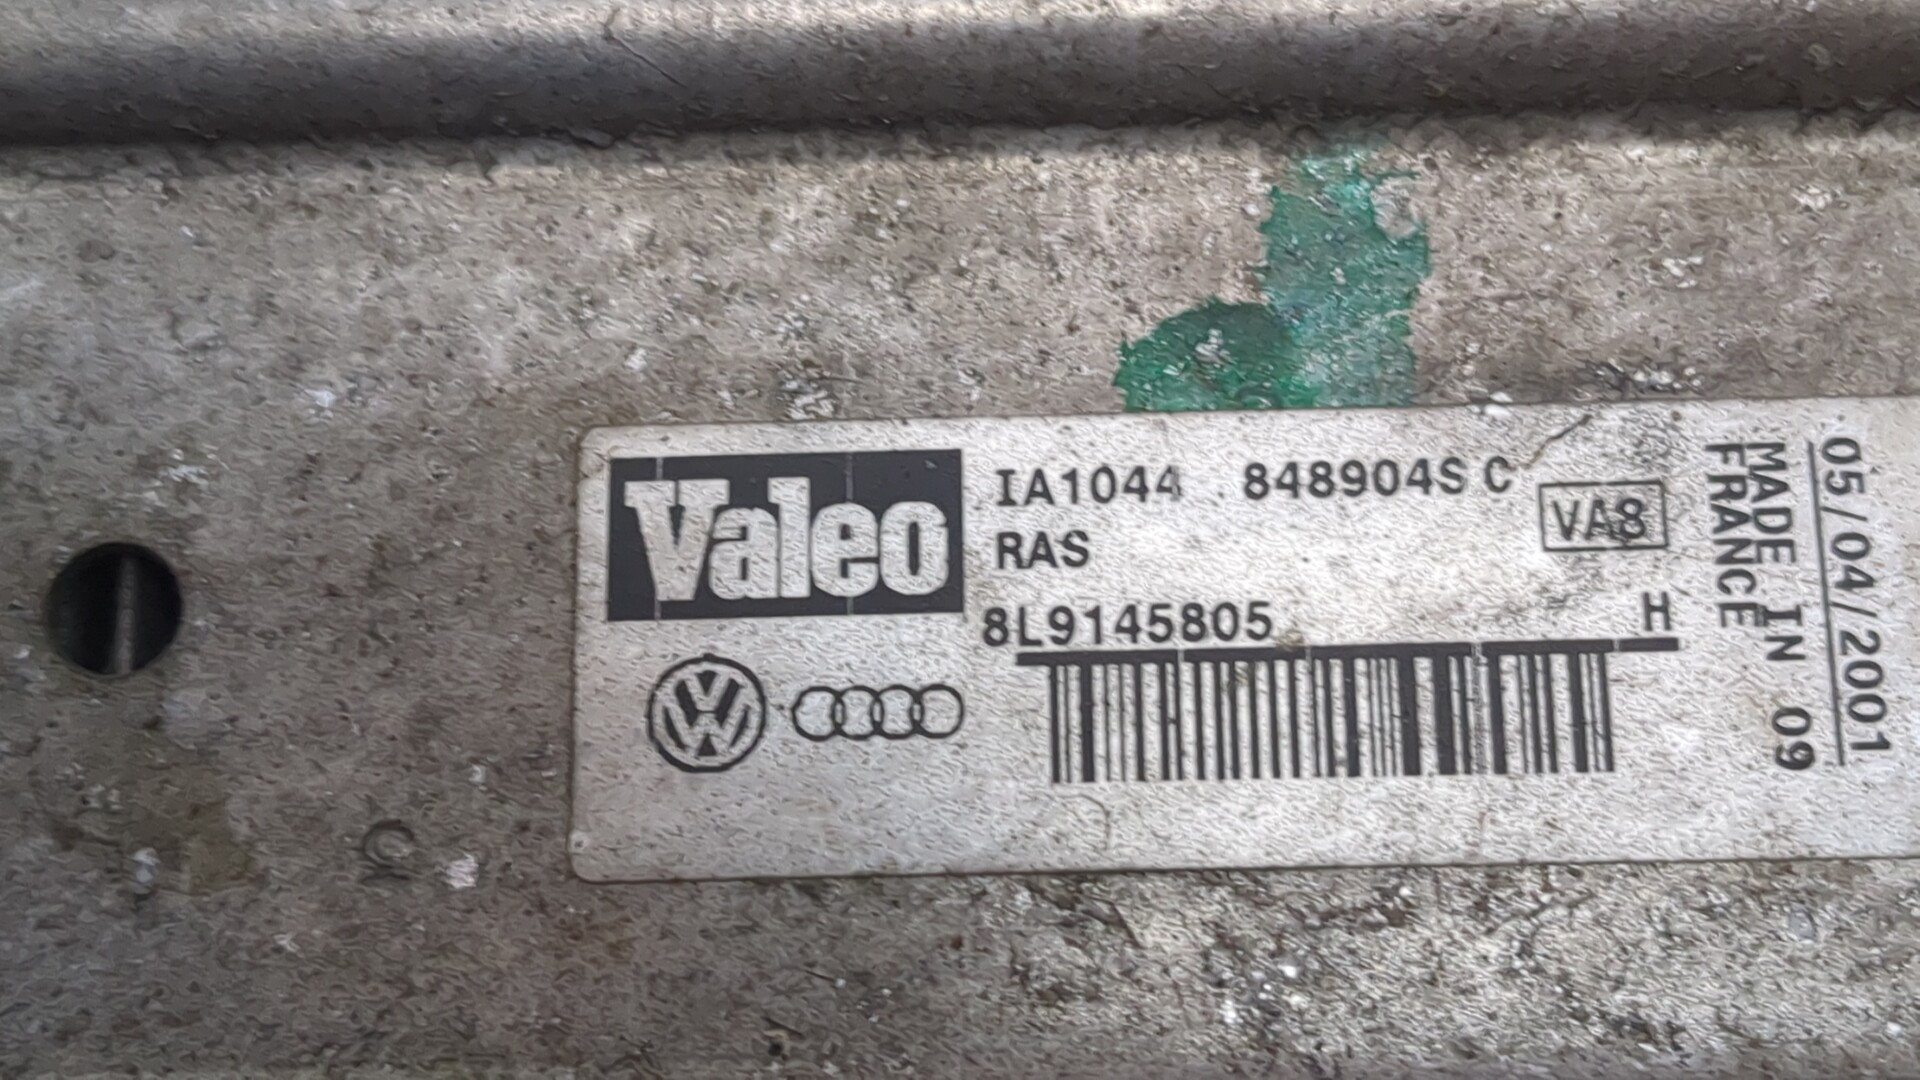 Valeo
IA1044 848904S C
RAS
VA8
8L9145805 H
MADE IN 09
FRANCE
05/04/2001